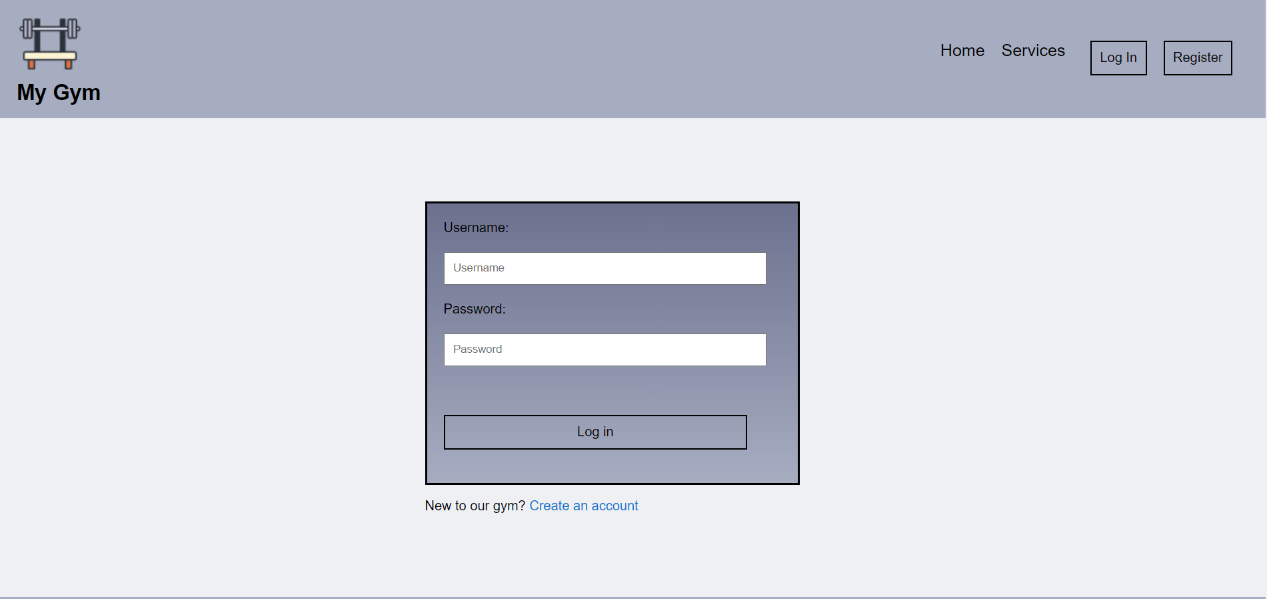 My Gym
Home Services Log In Register
Username:
Username
Password:
Password
Log in
New to our gym? Create an account